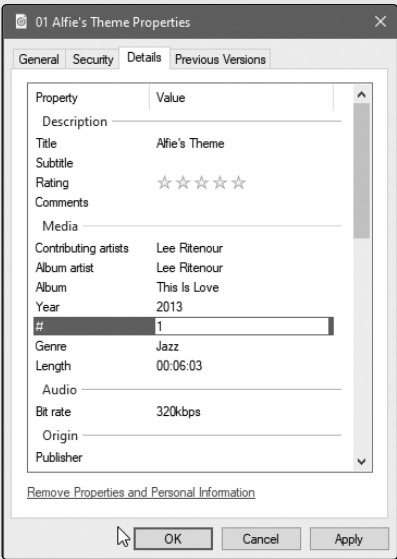 01 Alfie's Theme Properties
General Security Details Previous Versions
Property Value
Description
Title Alfie's Theme
Subtitle
Rating
Comments
Media
Contributing artists Lee Ritenour
Album artist Lee Ritenour
Album This Is Love
Year 2013
# 1
Genre Jazz
Length 00:06:03
Audio
Bit rate 320kbps
Origin
Publisher
Remove Properties and Personal Information
OK Cancel Apply